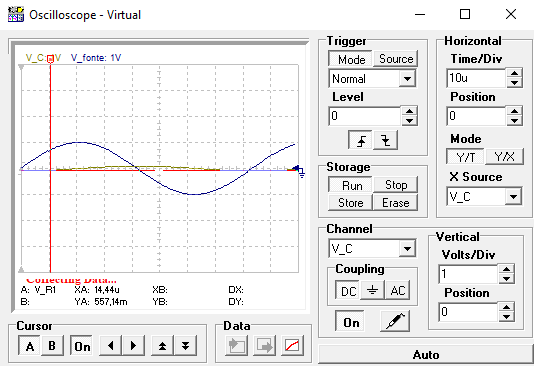 Oscilloscope - Virtual
V_C: 1V V_fonte: 1V
Collecting Data...
A: V_R1 XA: 14,44u XB: DX:
B: YA: 557,14m YB: DY:
Cursor
A B On
Data
Trigger
Mode Source
Normal
Level
0
Storage
Run Stop
Store Erase
Horizontal
Time/Div
10u
Position
0
Mode
Y/T Y/X
X Source
V_C
Channel
V_C
Coupling
DC AC
On
Vertical
Volts/Div
1
Position
0
Auto